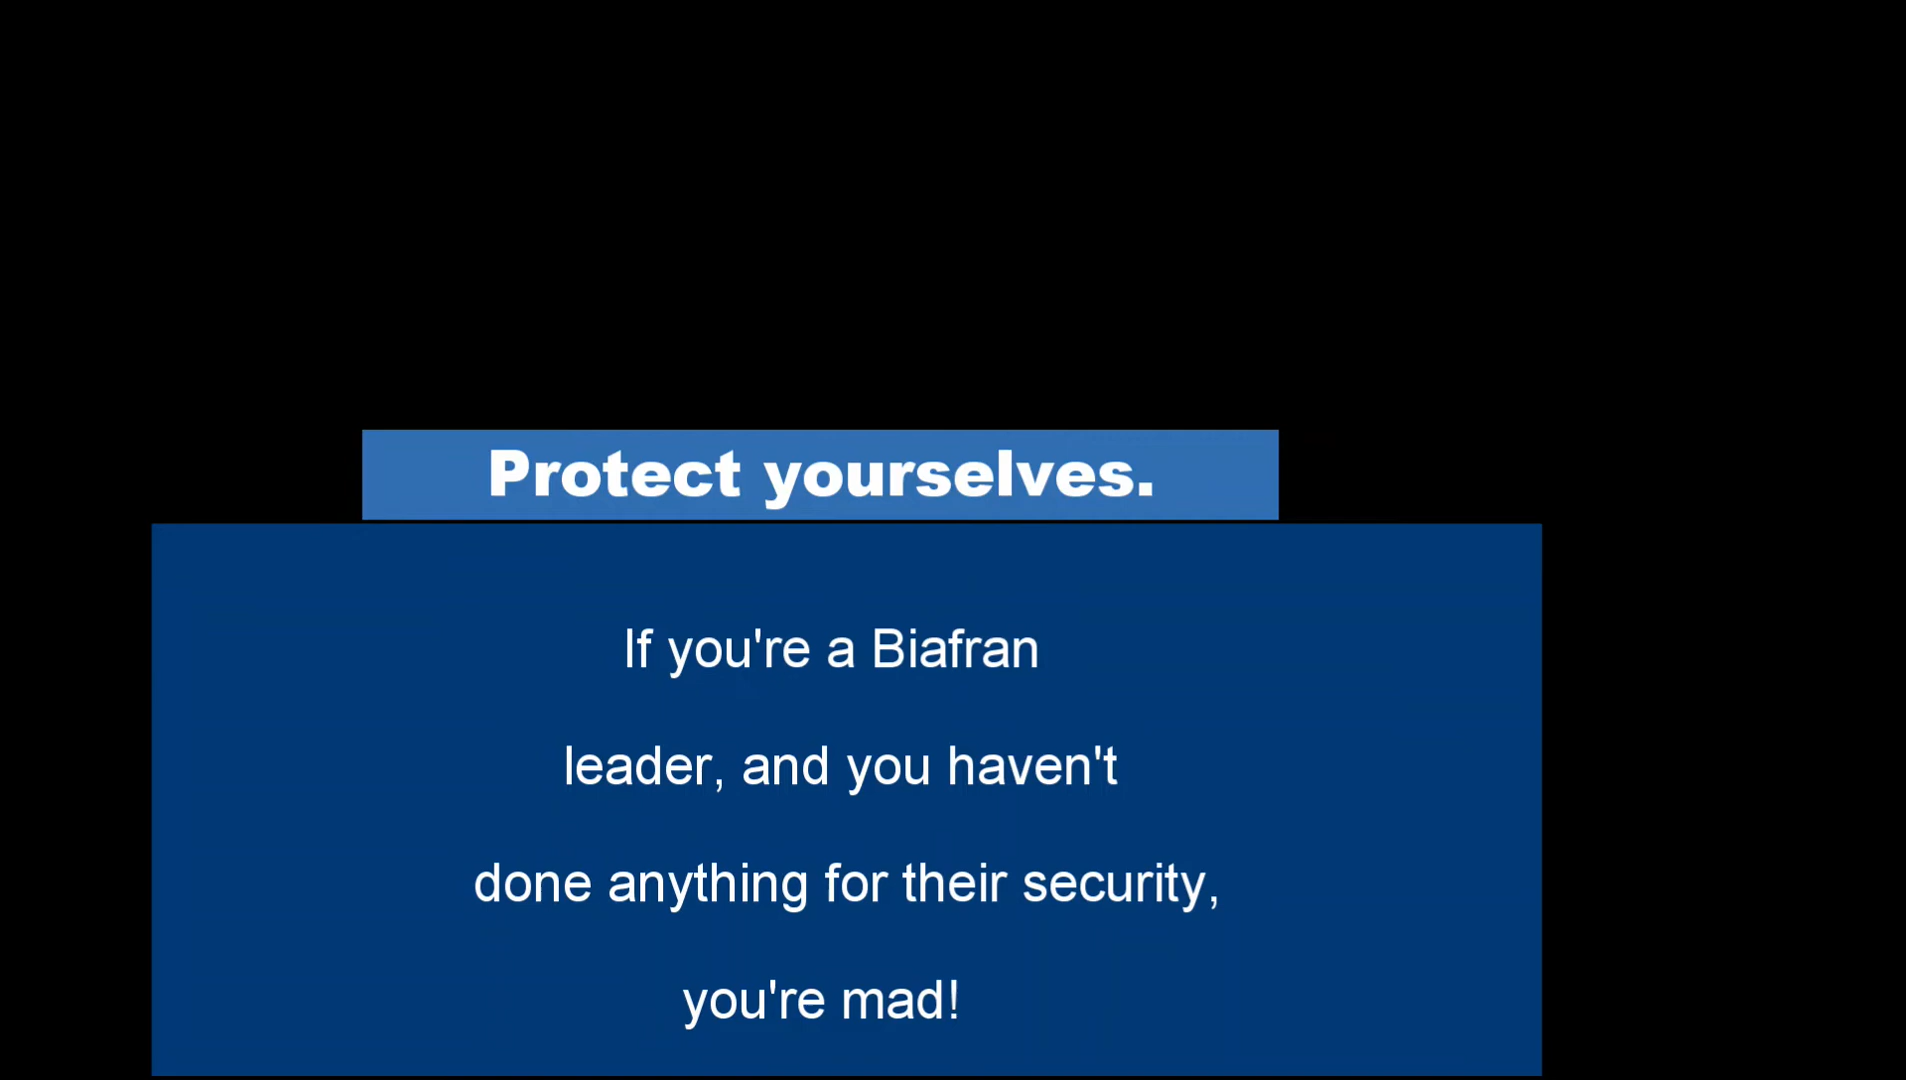 Protect yourselves.
If you're a Biafran
leader, and you haven't
done anything for their security,
you're mad!